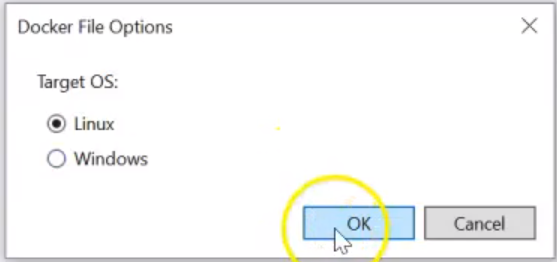 Docker File Options
Target OS:
Linux
Windows
OK
Cancel